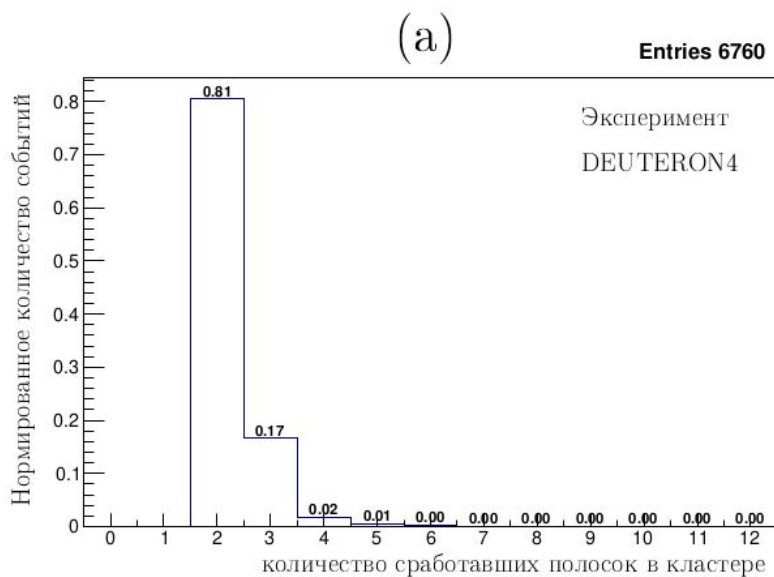 (a)
Entries 6760
Эксперимент
DEUTERON4
Нормированное количество событий
0.8
0.7
0.6
0.5
0.4
0.3
0.2
0.1
0
0.81
0.17
0.02
0.01
0.00
0.00
0.00
0.00
0.00
0.00
0.00
0 1 2 3 4 5 6 7 8 9 10 11 12
количество сработавших полосок в кластере